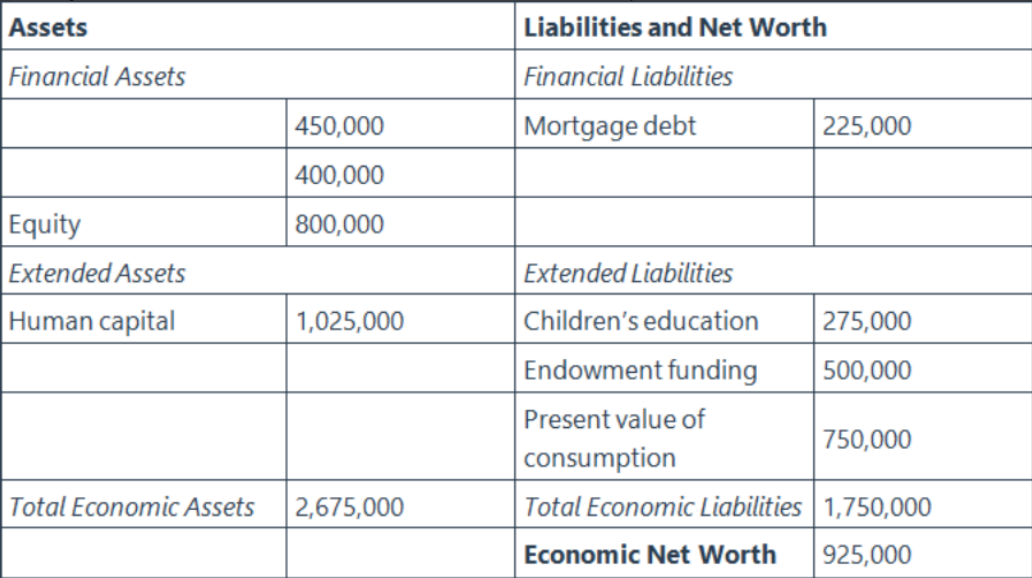 Assets Liabilities and Net Worth
Financial Assets Financial Liabilities
450,000 Mortgage debt 225,000
400,000
Equity 800,000
Extended Assets Extended Liabilities
Human capital 1,025,000 Children's education 275,000
Endowment funding 500,000
Present value of
consumption 750,000
Total Economic Assets 2,675,000 Total Economic Liabilities 1,750,000
Economic Net Worth 925,000